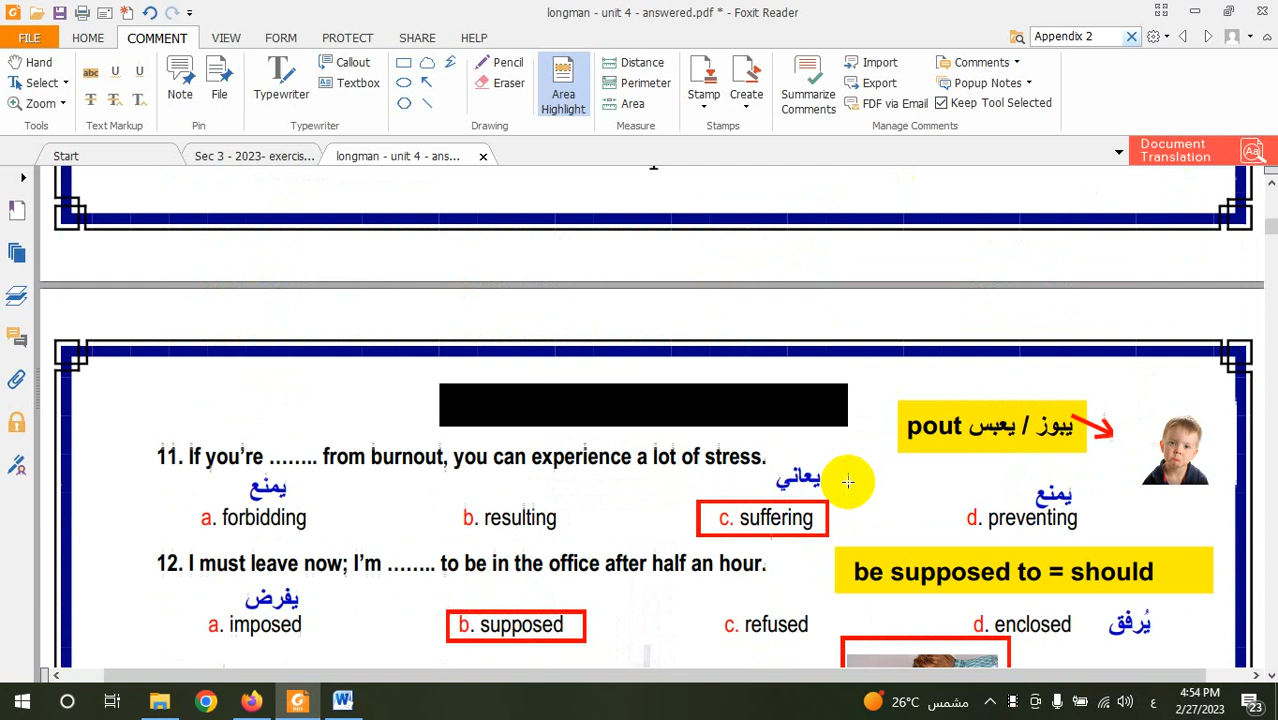 longman - unit 4 - answered.pdf * - Foxit Reader
FILE HOME COMMENT VIEW FORM PROTECT SHARE HELP
Appendix 2
Hand
Select
Zoom
Tools
Text Markup
Note
File
Pin
Typewriter
Callout
Textbox
Typewriter
Pencil
Eraser
Area Highlight
Drawing
Distance
Perimeter
Area
Measure
Stamp
Create
Stamps
Summarize Comments
Import
Export
FDF via Email
Comments
Popup Notes
Keep Tool Selected
Manage Comments
Start
Sec 3 - 2023- exercis...
longman - unit 4 - ans...
Document Translation
pout يبوز / يعبس
11. If you're …….. from burnout, you can experience a lot of stress.
يمنع يعاني يمنع
a. forbidding b. resulting c. suffering d. preventing
12. I must leave now; I'm …….. to be in the office after half an hour.
be supposed to = should
يفرض
a. imposed b. supposed c. refused d. enclosed يُرفق
26°C مشمس
ع
4:54 PM
2/27/2023
23